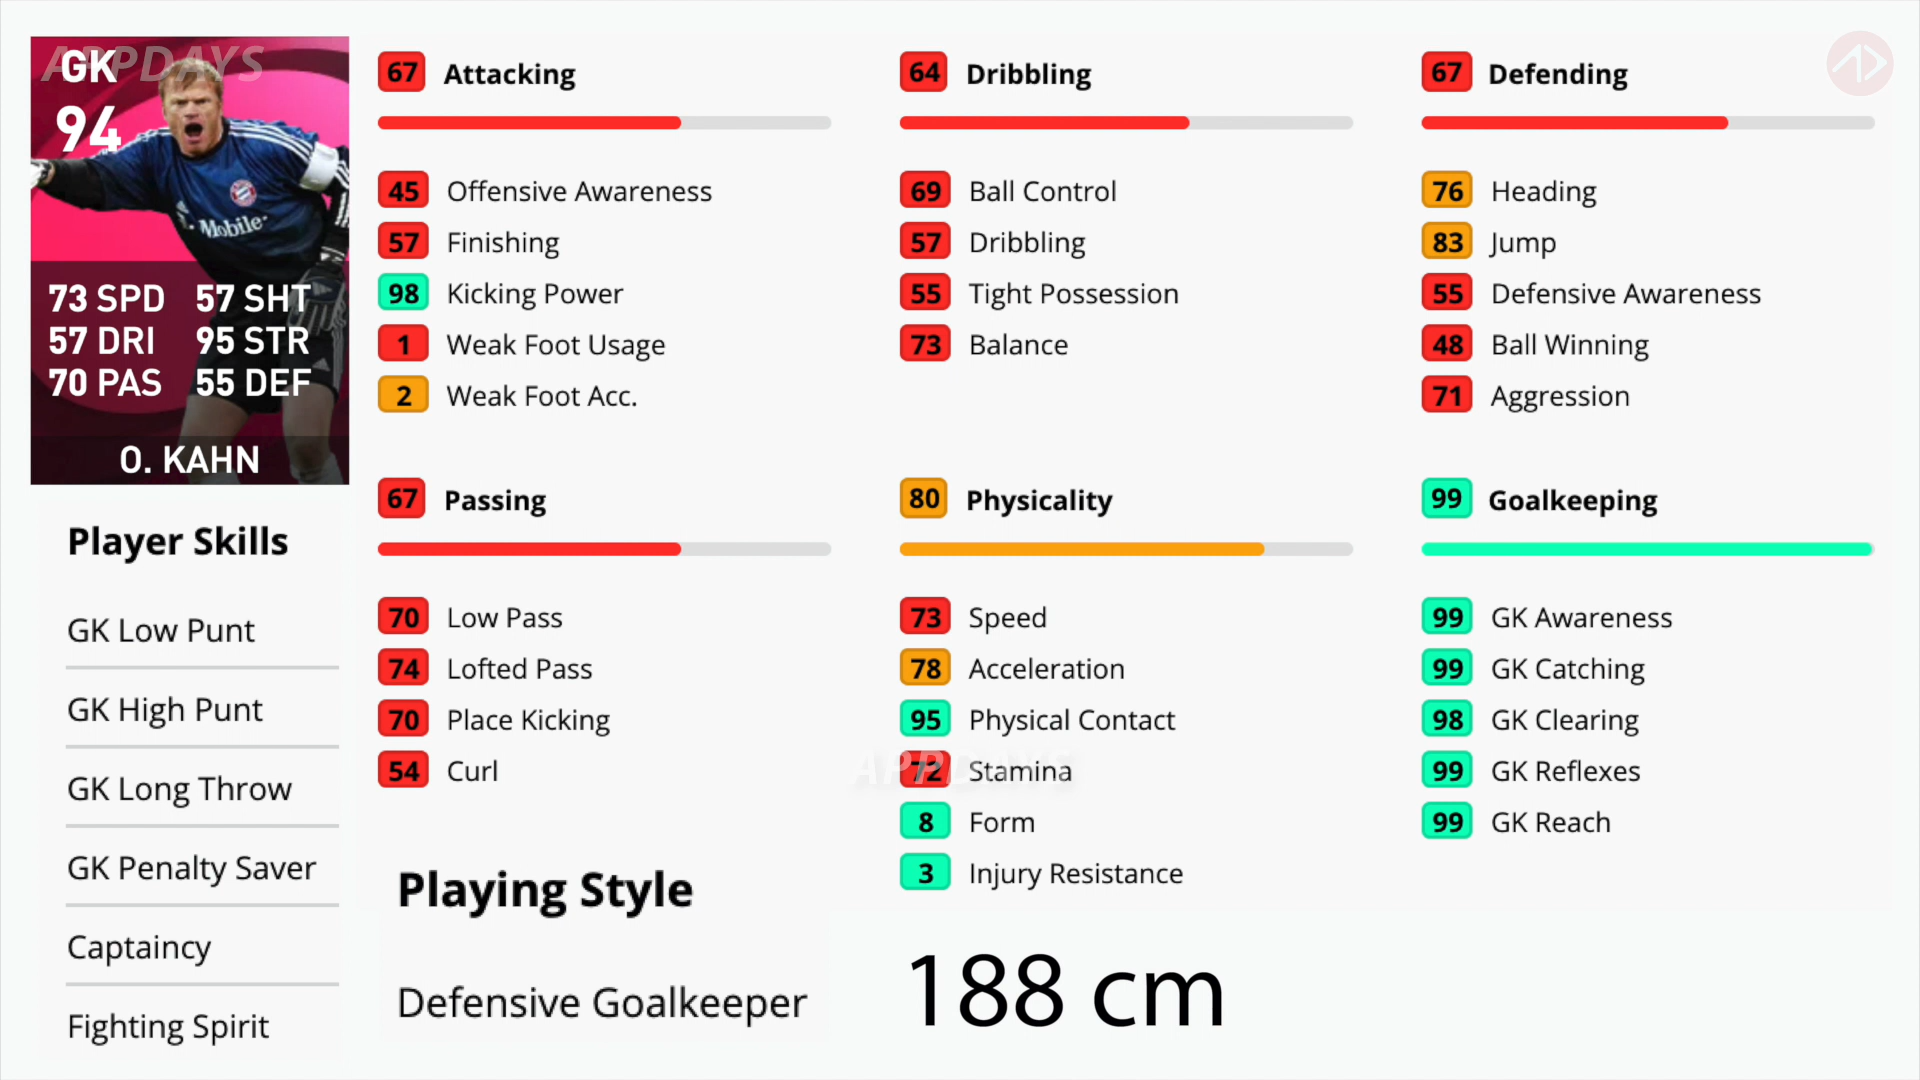 APPDAYS
GK
94
Mobile
73 SPD 57 SHT
57 DRI 95 STR
70 PAS 55 DEF
O. KAHN
Player Skills
GK Low Punt
GK High Punt
GK Long Throw
GK Penalty Saver
Captaincy
Fighting Spirit
67 Attacking
45 Offensive Awareness
57 Finishing
98 Kicking Power
1 Weak Foot Usage
2 Weak Foot Acc.
64 Dribbling
69 Ball Control
57 Dribbling
55 Tight Possession
73 Balance
67 Defending
76 Heading
83 Jump
55 Defensive Awareness
48 Ball Winning
71 Aggression
67 Passing
70 Low Pass
74 Lofted Pass
70 Place Kicking
54 Curl
80 Physicality
73 Speed
78 Acceleration
95 Physical Contact
72 Stamina
APPDAYS
8 Form
3 Injury Resistance
99 Goalkeeping
99 GK Awareness
99 GK Catching
98 GK Clearing
99 GK Reflexes
99 GK Reach
Playing Style
Defensive Goalkeeper
188 cm